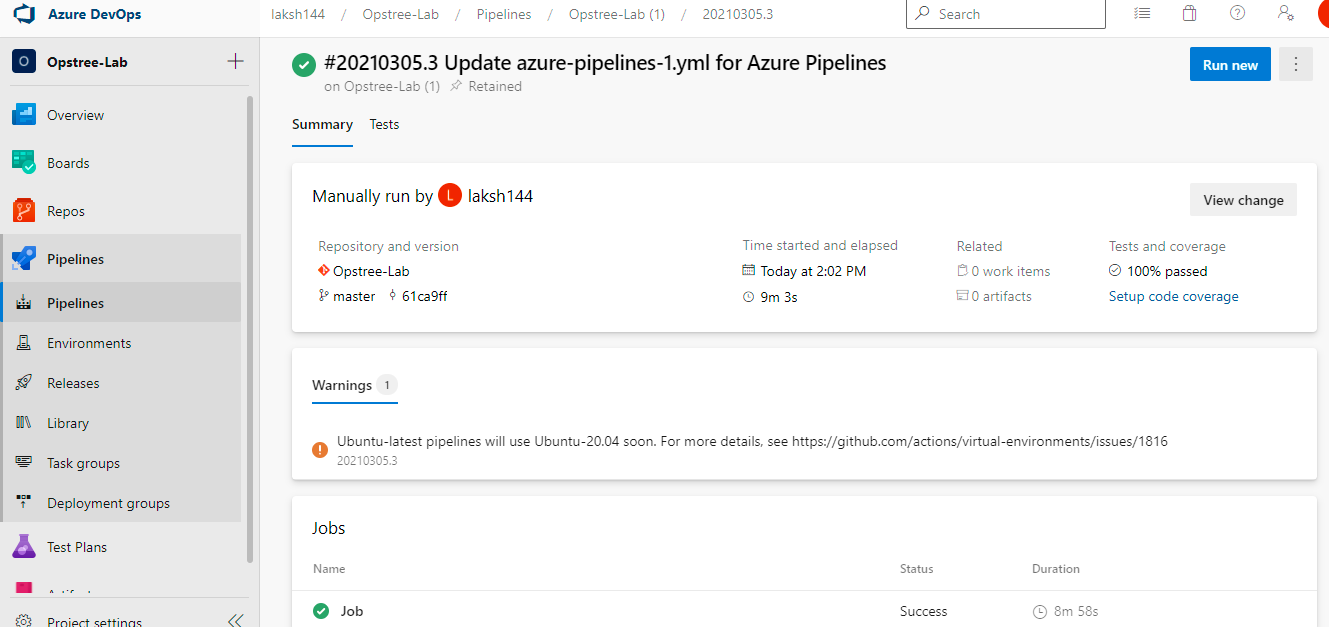 Azure DevOps
laksh144 / Opstree-Lab / Pipelines / Opstree-Lab (1) / 20210305.3
Search
O Opstree-Lab
Overview
Boards
Repos
Pipelines
Pipelines
Environments
Releases
Library
Task groups
Deployment groups
Test Plans
Project settings
#20210305.3 Update azure-pipelines-1.yml for Azure Pipelines
on Opstree-Lab (1) Retained
Run new
Summary Tests
Manually run by L laksh144
View change
Repository and version
Opstree-Lab
master 61ca9ff
Time started and elapsed
Today at 2:02 PM
9m 3s
Related
0 work items
0 artifacts
Tests and coverage
100% passed
Setup code coverage
Warnings 1
Ubuntu-latest pipelines will use Ubuntu-20.04 soon. For more details, see https://github.com/actions/virtual-environments/issues/1816
20210305.3
Jobs
Name Status Duration
Job Success 8m 58s